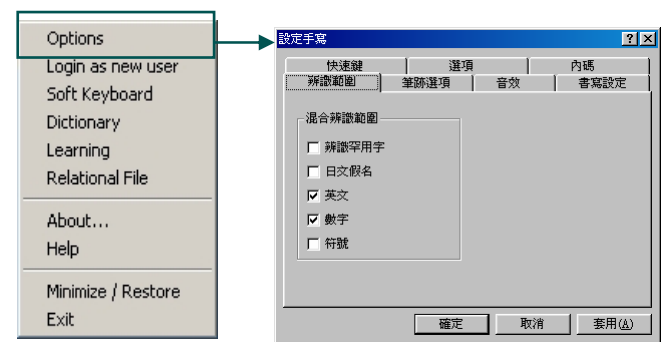 Options
Login as new user
Soft Keyboard
Dictionary
Learning
Relational File
About...
Help
Minimize / Restore
Exit
設定手寫
快速鍵 選項 內碼
辨識範圍 筆跡選項 音效 書寫設定
混合辨識範圍
辨識罕用字
日文假名
英文
數字
符號
確定 取消 套用(A)